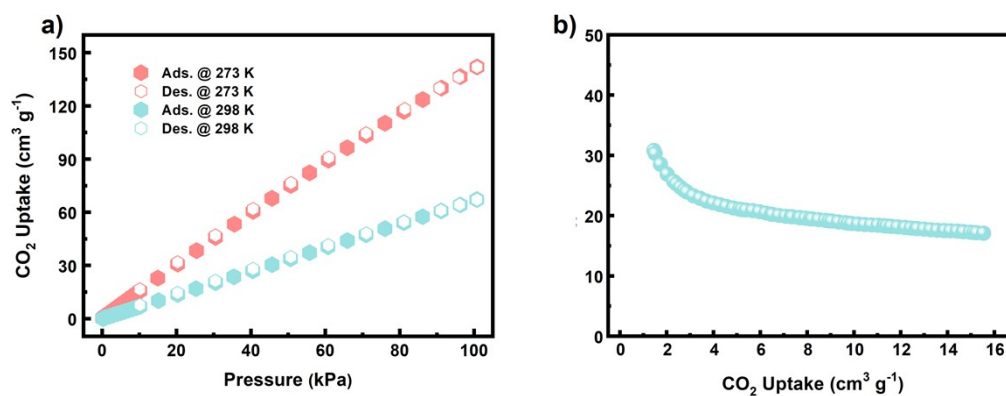 a)
CO₂ Uptake (cm³ g⁻¹)
150
120
90
60
30
0
Ads. @ 273 K
Des. @ 273 K
Ads. @ 298 K
Des. @ 298 K
0 20 40 60 80 100
Pressure (kPa)
b)
50
40
30
20
10
0
0 2 4 6 8 10 12 14 16
CO₂ Uptake (cm³ g⁻¹)